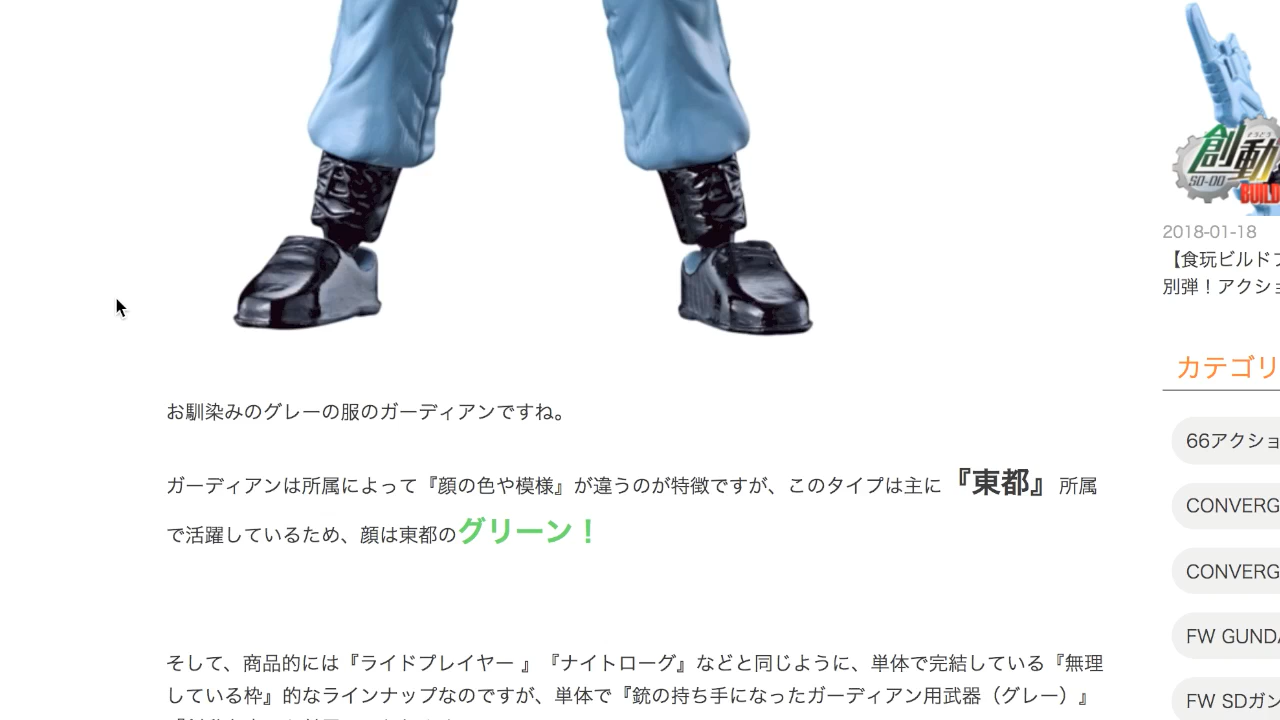 お馴染みのグレーの服のガーディアンですね。
ガーディアンは所属によって『顔の色や模様』が違うのが特徴ですが、このタイプは主に『東都』所属
で活躍しているため、顔は東都のグリーン！
そして、商品的には『ライドプレイヤー 』『ナイトローグ』などと同じように、単体で完結している『無理
している枠』的なラインナップなのですが、単体で『銃の持ち手になったガーディアン用武器（グレー）』
創動
SO-DO
BUILD
2018-01-18
【食玩ビルドブ
別弾！アクショ
カテゴリ
66アクショ
CONVERG
CONVERG
FW GUNDA
FW SDガン